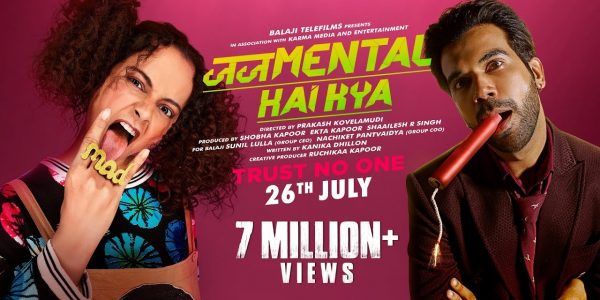 BALAJI TELEFILMS PRESENTS
IN ASSOCIATION WITH KARMA MEDIA AND ENTERTAINMENT
जजMENTAL
HAI KYA
DIRECTED BY PRAKASH KOVELAMUDI
PRODUCED BY SHOBHA KAPOOR EKTA KAPOOR SHAAILESH R SINGH
FOR BALAJI SUNIL LULLA (GROUP CEO) NACHIKET PANTVAIDYA (GROUP COO)
WRITTEN BY KANIKA DHILLON
CREATIVE PRODUCER RUCHIKAA KAPOOR
TRUST NO ONE
26TH JULY
7 MILLION+
VIEWS
mad